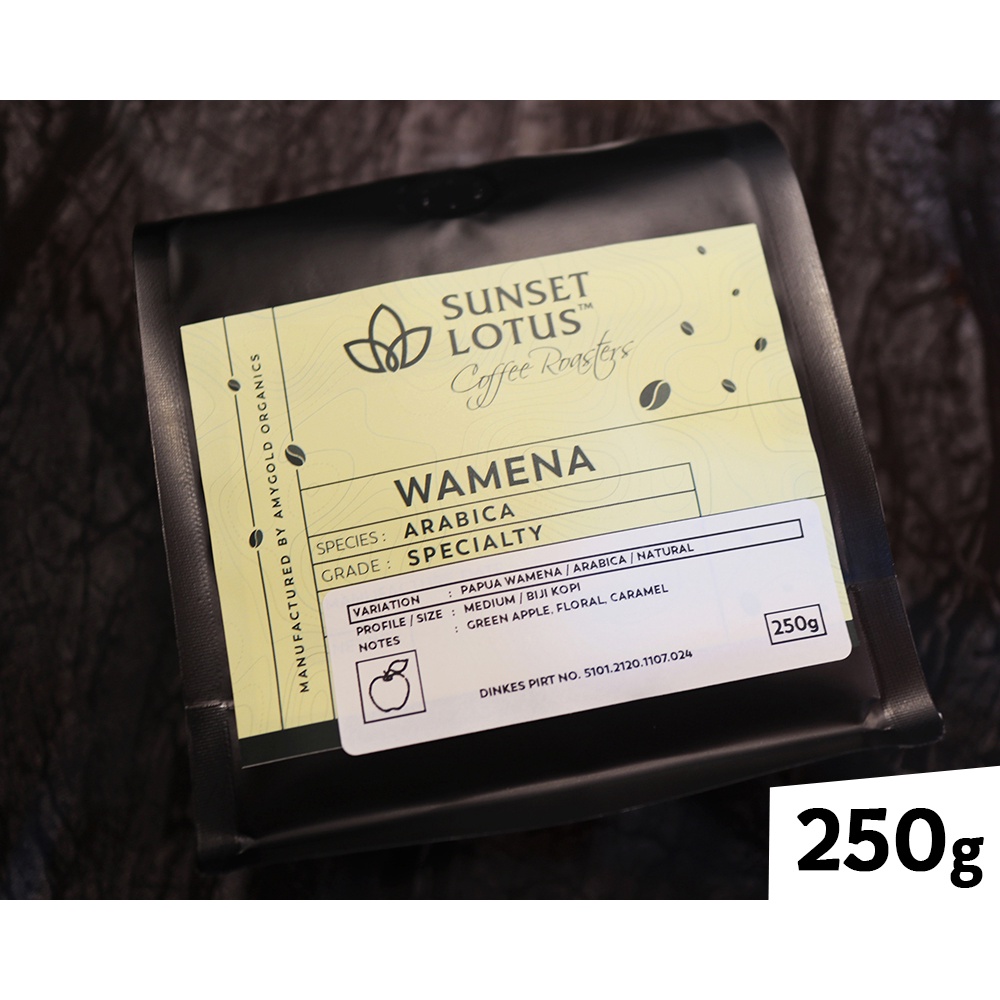 SUNSET
LOTUS™
Coffee Roasters
MANUFACTURED BY AMYGOLD ORGANICS
WAMENA
SPECIES : ARABICA
GRADE : SPECIALTY
VARIATION : PAPUA WAMENA / ARABICA / NATURAL
PROFILE / SIZE : MEDIUM / BIJI KOPI
NOTES : GREEN APPLE, FLORAL, CARAMEL
250g
DINKES PIRT NO. 5101.2120.1107.024
250g